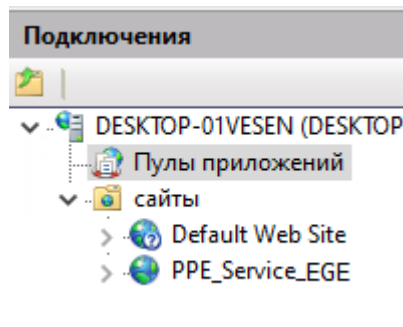 Подключения
DESKTOP-01VESEN (DESKTOP
Пулы приложений
сайты
Default Web Site
PPE_Service_EGE